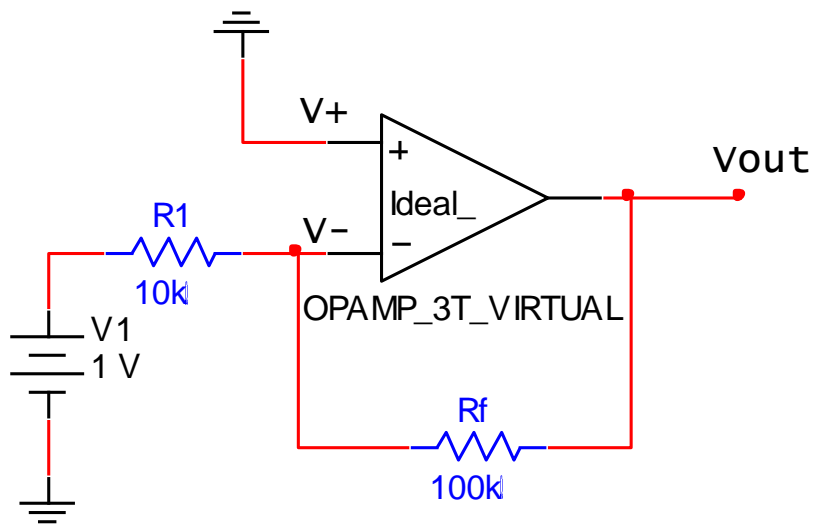 V+
+
Vout
Ideal_
R1
V-
−
10k
OPAMP_3T_VIRTUAL
V1
1 V
Rf
100k